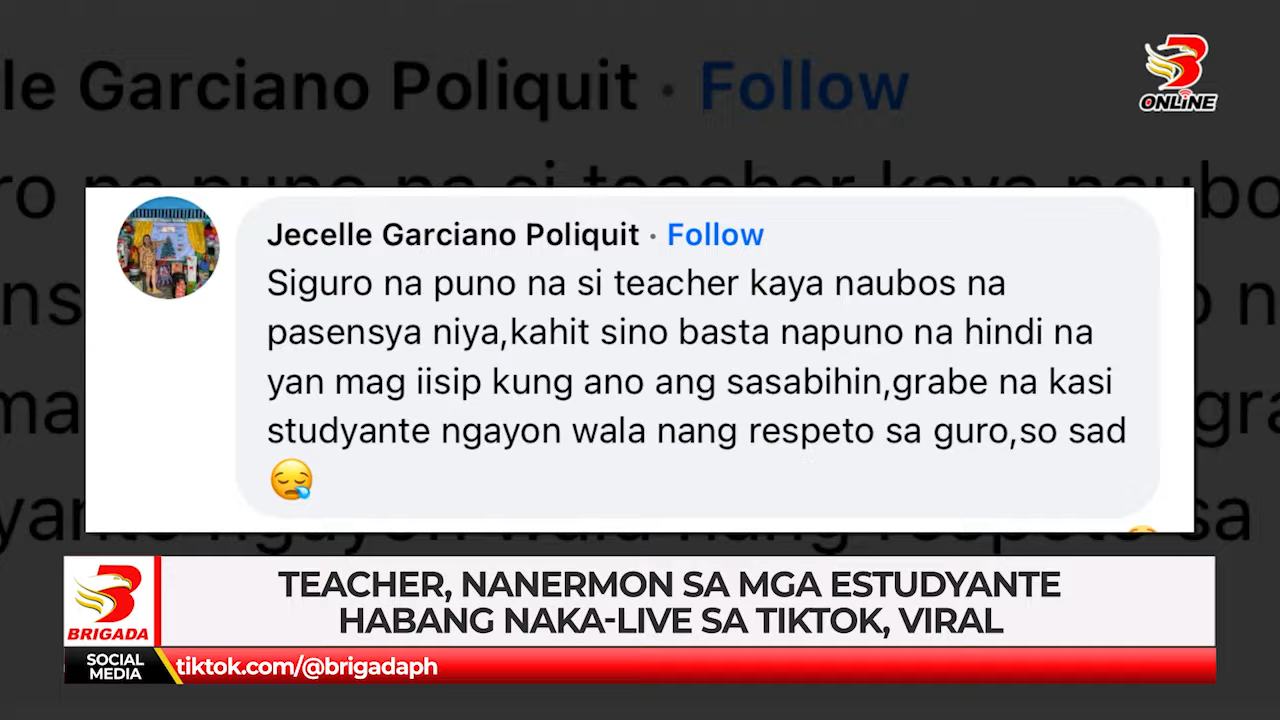 lle Garciano Poliquit · Follow
ONLINE
Jecelle Garciano Poliquit · Follow
Siguro na puno na si teacher kaya naubos na
pasensya niya,kahit sino basta napuno na hindi na
yan mag iisip kung ano ang sasabihin,grabe na kasi
studyante ngayon wala nang respeto sa guro,so sad
😪
TEACHER, NANERMON SA MGA ESTUDYANTE
HABANG NAKA-LIVE SA TIKTOK, VIRAL
BRIGADA
SOCIAL
MEDIA
tiktok.com/@brigadaph